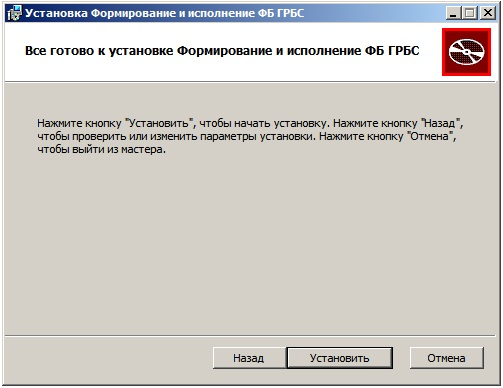 Установка Формирование и исполнение ФБ ГРБС
Все готово к установке Формирование и исполнение ФБ ГРБС
Нажмите кнопку "Установить", чтобы начать установку. Нажмите кнопку "Назад",
чтобы проверить или изменить параметры установки. Нажмите кнопку "Отмена",
чтобы выйти из мастера.
Назад
Установить
Отмена